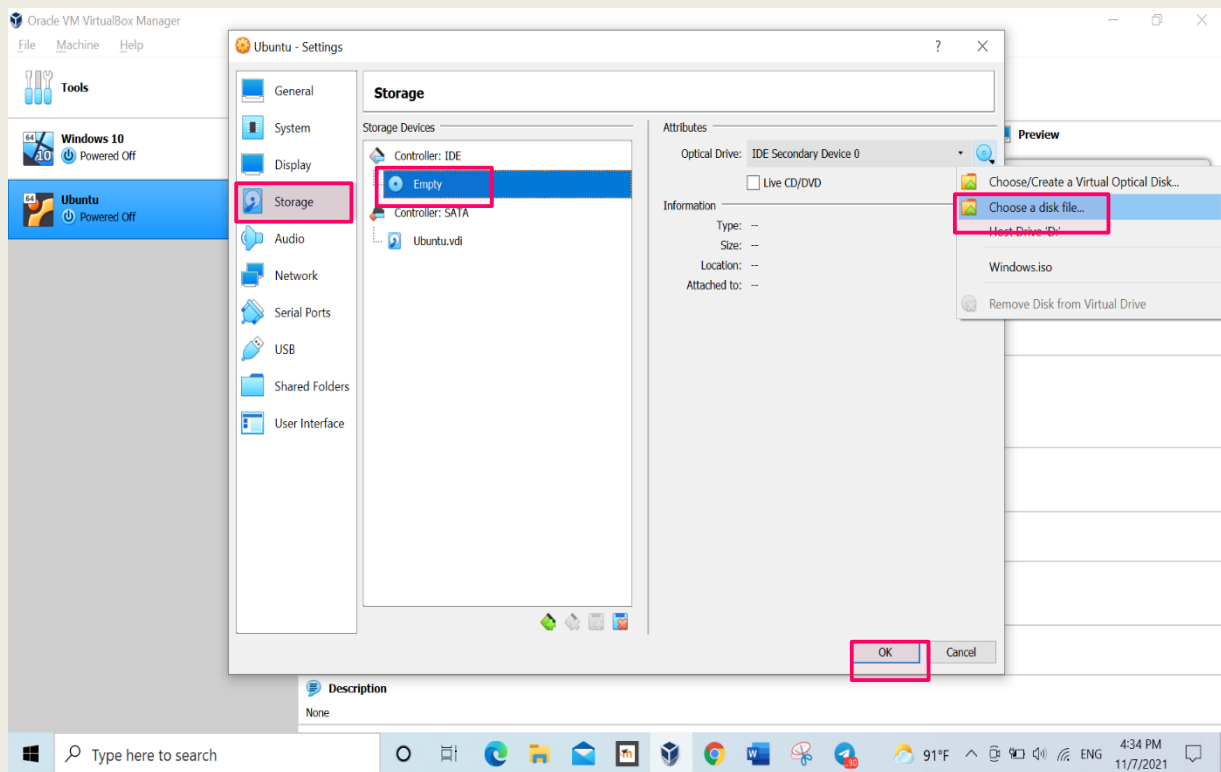 Oracle VM VirtualBox Manager
File Machine Help
Tools
64
10
Windows 10
Powered Off
64
Ubuntu
Powered Off
Ubuntu - Settings
?
General
System
Display
Storage
Audio
Network
Serial Ports
USB
Shared Folders
User Interface
Storage
Storage Devices
Controller: IDE
Empty
Controller: SATA
Ubuntu.vdi
Attributes
Optical Drive: IDE Secondary Device 0
Live CD/DVD
Information
Type: --
Size: --
Location: --
Attached to: --
Preview
Choose/Create a Virtual Optical Disk...
Choose a disk file...
Host Drive 'D:'
Windows.iso
Remove Disk from Virtual Drive
OK Cancel
Description
None
Type here to search
91°F ENG
4:34 PM
11/7/2021